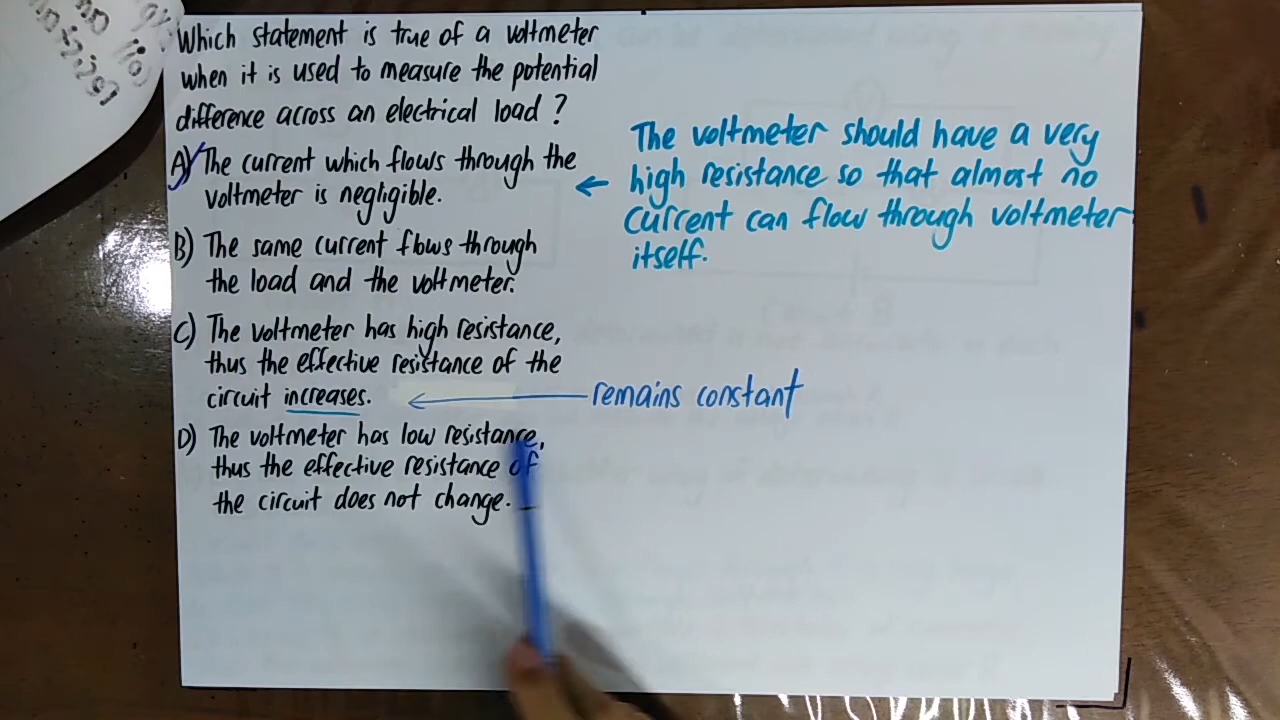 Which statement is true of a voltmeter
when it is used to measure the potential
difference across an electrical load?
A) The current which flows through the
voltmeter is negligible.
B) The same current flows through
the load and the voltmeter.
C) The voltmeter has high resistance,
thus the effective resistance of the
circuit increases.
D) The voltmeter has low resistance,
thus the effective resistance of
the circuit does not change.
The voltmeter should have a very
← high resistance so that almost no
current can flow through voltmeter
itself.
remains constant